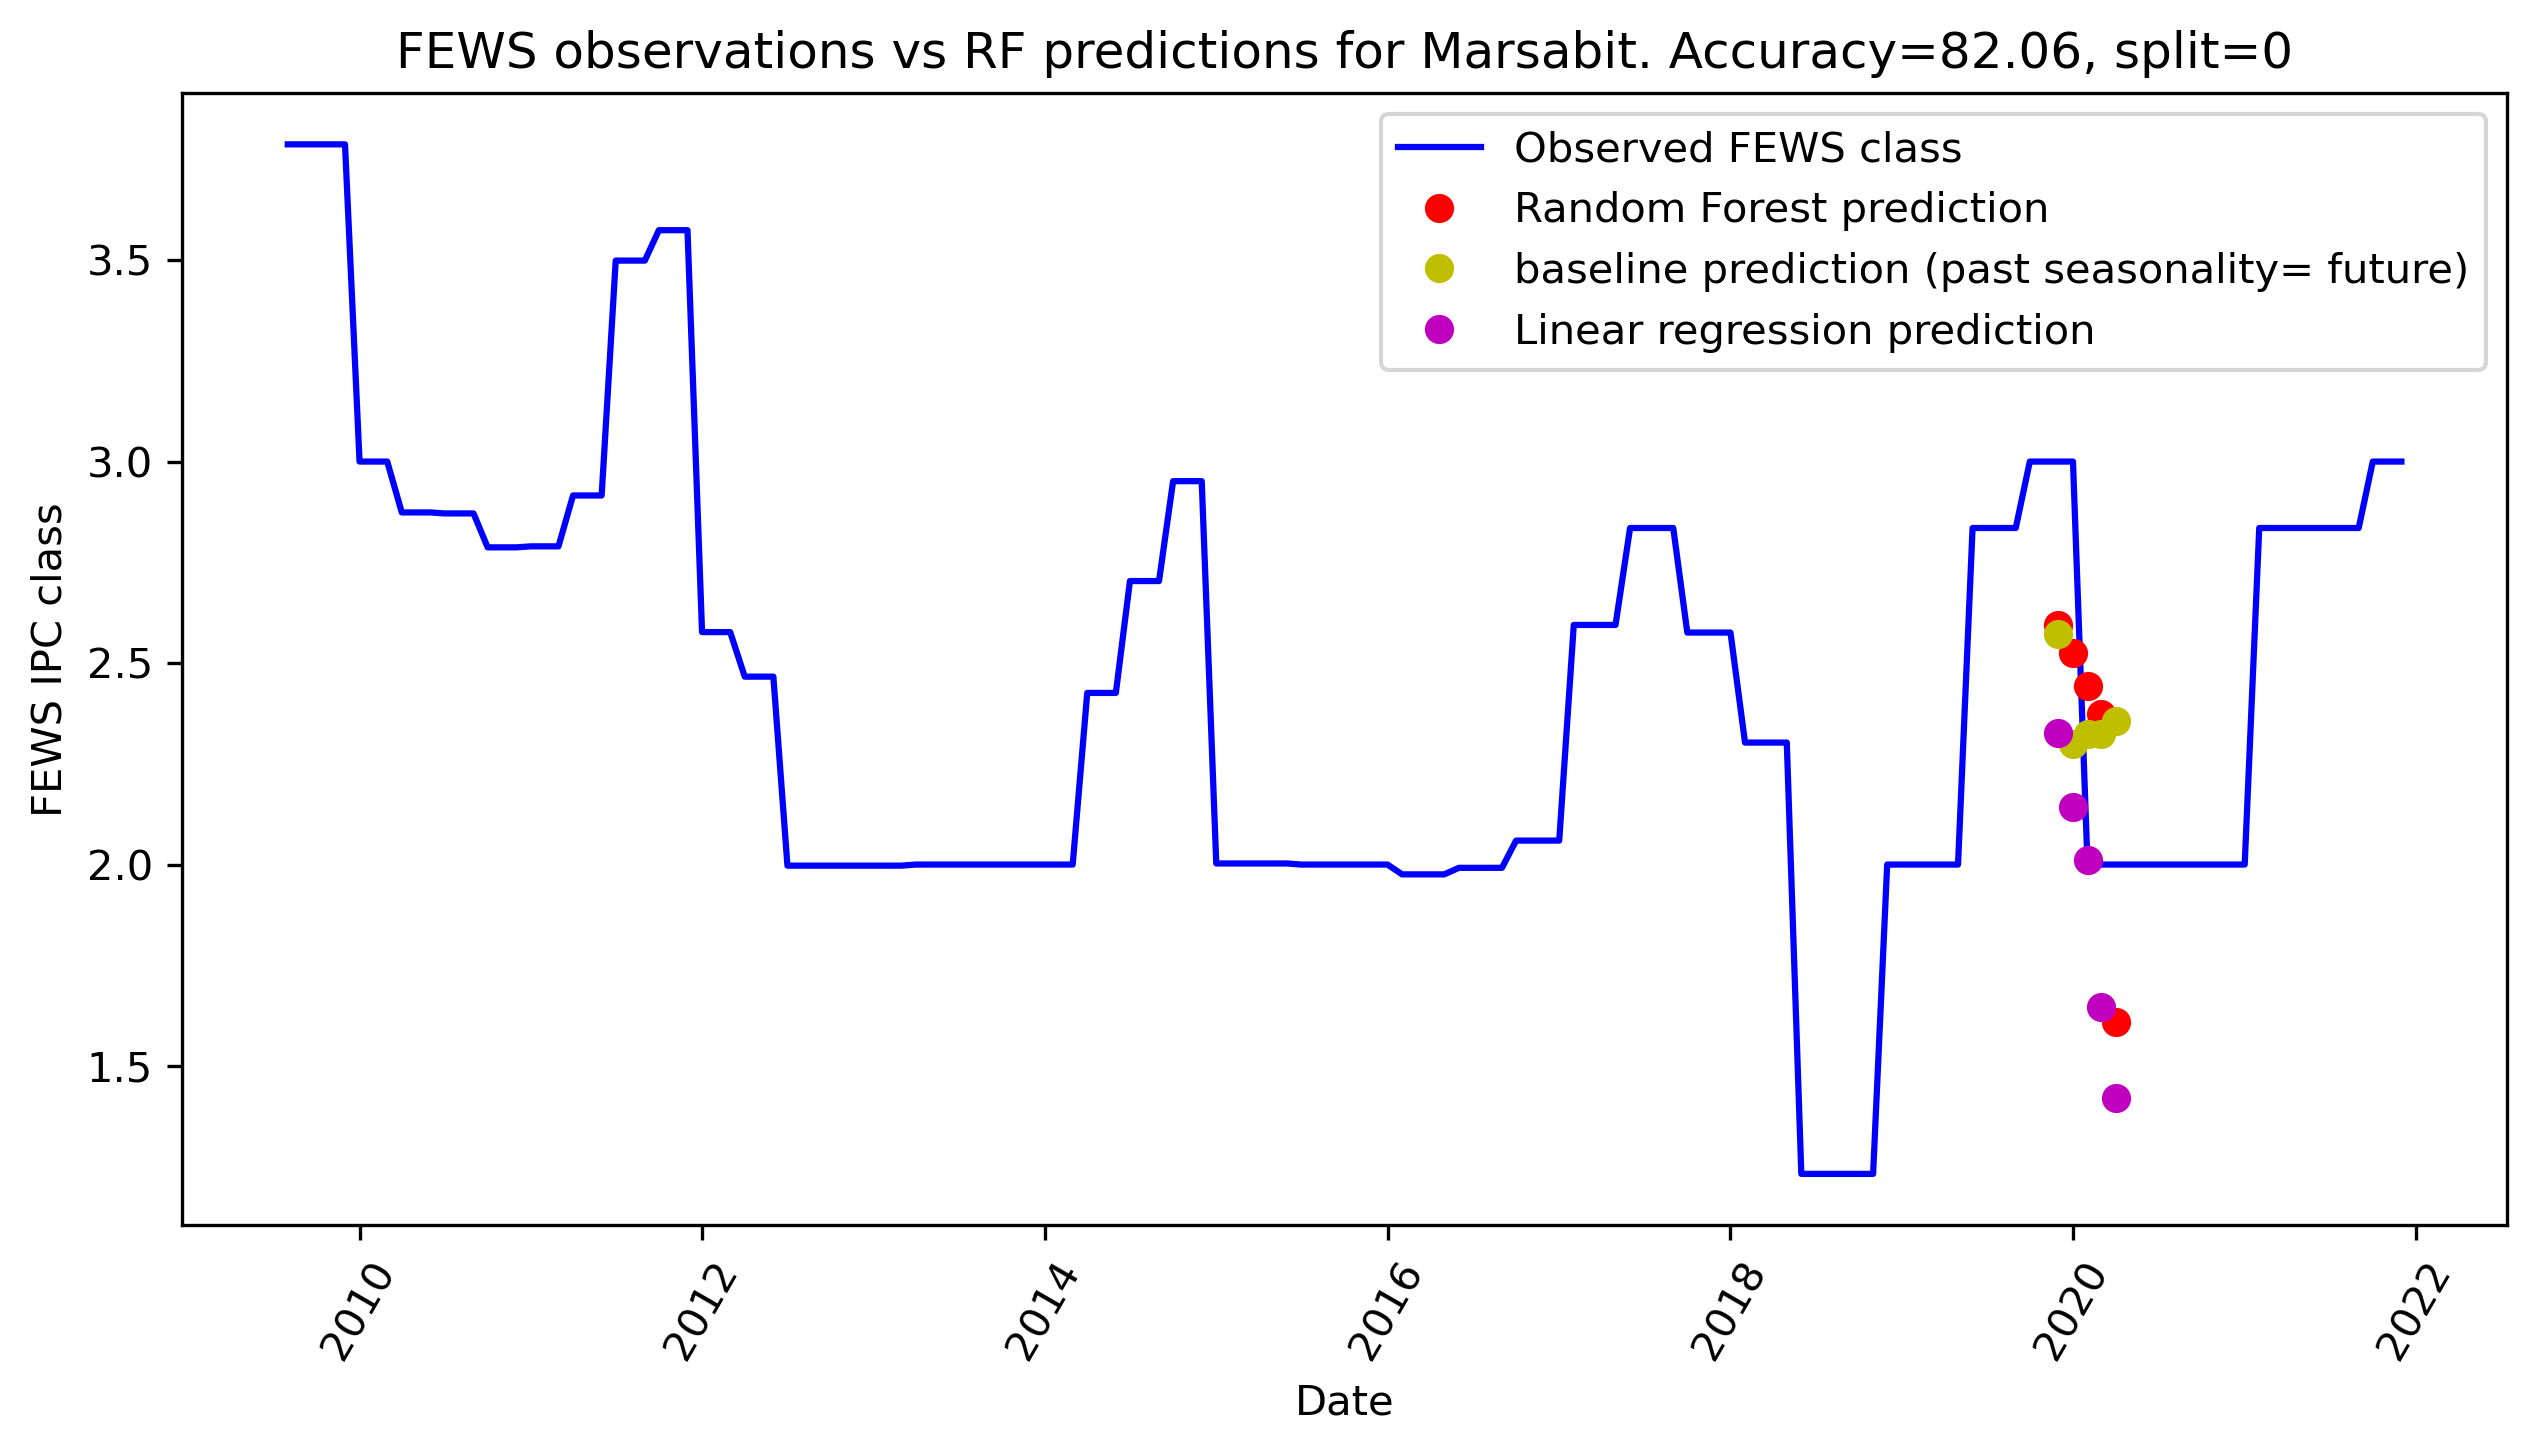 FEWS observations vs RF predictions for Marsabit. Accuracy=82.06, split=0
Observed FEWS class
Random Forest prediction
baseline prediction (past seasonality= future)
Linear regression prediction
FEWS IPC class
3.5
3.0
2.5
2.0
1.5
2010
2012
2014
2016
2018
2020
2022
Date